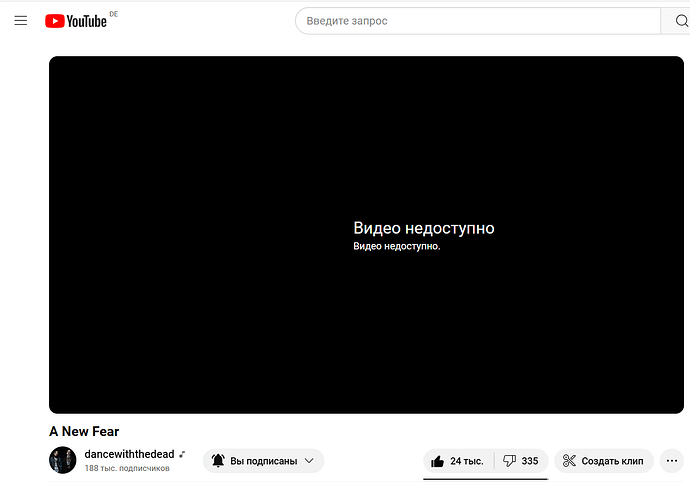 YouTube DE
Введите запрос
Видео недоступно
Видео недоступно.
A New Fear
dancewiththedead
188 тыс. подписчиков
Вы подписаны
24 тыс.
335
Создать клип